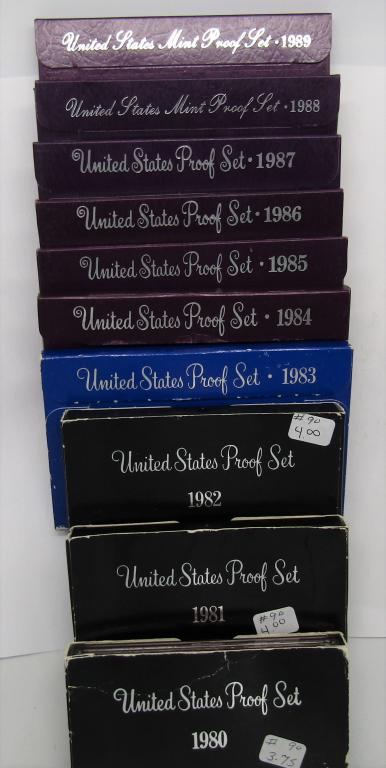 United States Mint Proof Set · 1989
United States Mint Proof Set · 1988
United States Proof Set · 1987
United States Proof Set · 1986
United States Proof Set · 1985
United States Proof Set · 1984
United States Proof Set · 1983
# 90
4.00
United States Proof Set
1982
United States Proof Set
1981
# 90
4.00
United States Proof Set
1980
# 90
3.75